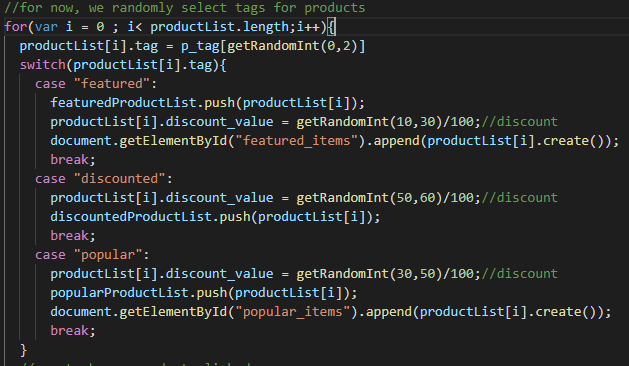 //for now, we randomly select tags for products
for(var i = 0 ; i< productList.length;i++){
productList[i].tag = p_tag[getRandomInt(0,2)]
switch(productList[i].tag){
case "featured":
featuredProductList.push(productList[i]);
productList[i].discount_value = getRandomInt(10,30)/100;//discount
document.getElementById("featured_items").append(productList[i].create());
break;
case "discounted":
productList[i].discount_value = getRandomInt(50,60)/100;//discount
discountedProductList.push(productList[i]);
break;
case "popular":
productList[i].discount_value = getRandomInt(30,50)/100;//discount
popularProductList.push(productList[i]);
document.getElementById("popular_items").append(productList[i].create());
break;
}